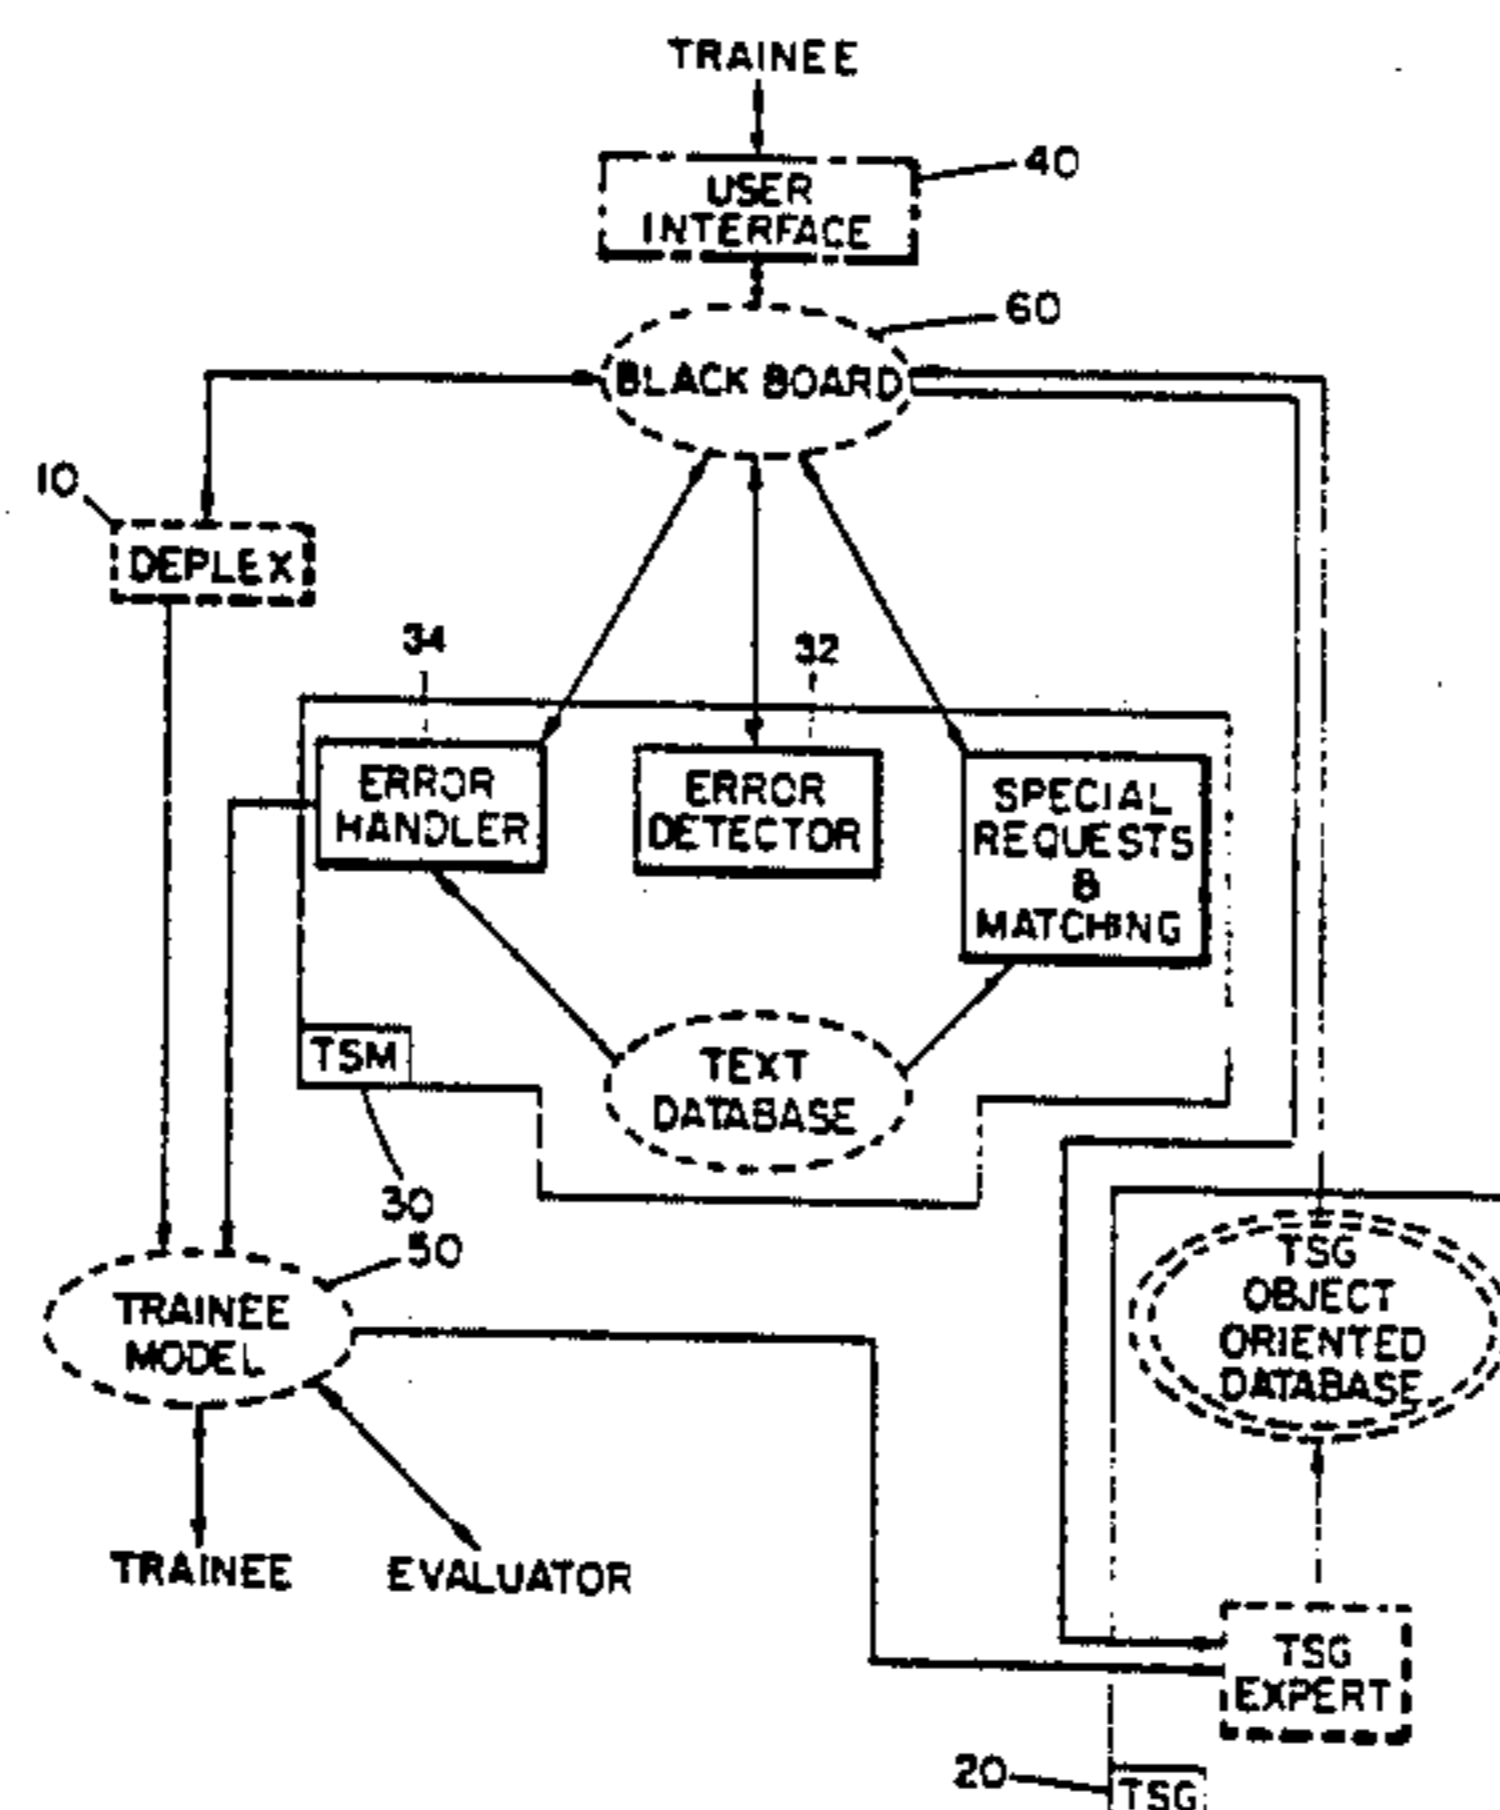 TRAINEE
40
USER
INTERFACE
60
BLACK BOARD
10
DEPLEX
34
32
ERROR
HANDLER
ERROR
DETECTOR
SPECIAL
REQUESTS
&
MATCHING
TSM
TEXT
DATABASE
30
50
TRAINEE
MODEL
TSG
OBJECT
ORIENTED
DATABASE
TRAINEE
EVALUATOR
TSG
EXPERT
20
TSG